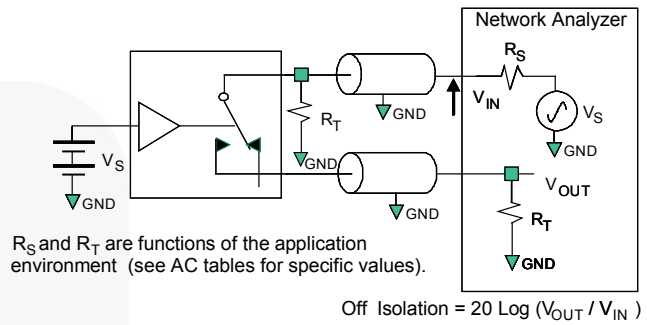 Network Analyzer
R_S
V_IN
V_S
GND
R_T
GND
GND
V_S
GND
V_OUT
GND
R_T
GND
R_S and R_T are functions of the application
environment (see AC tables for specific values).
Off Isolation = 20 Log (V_OUT / V_IN )